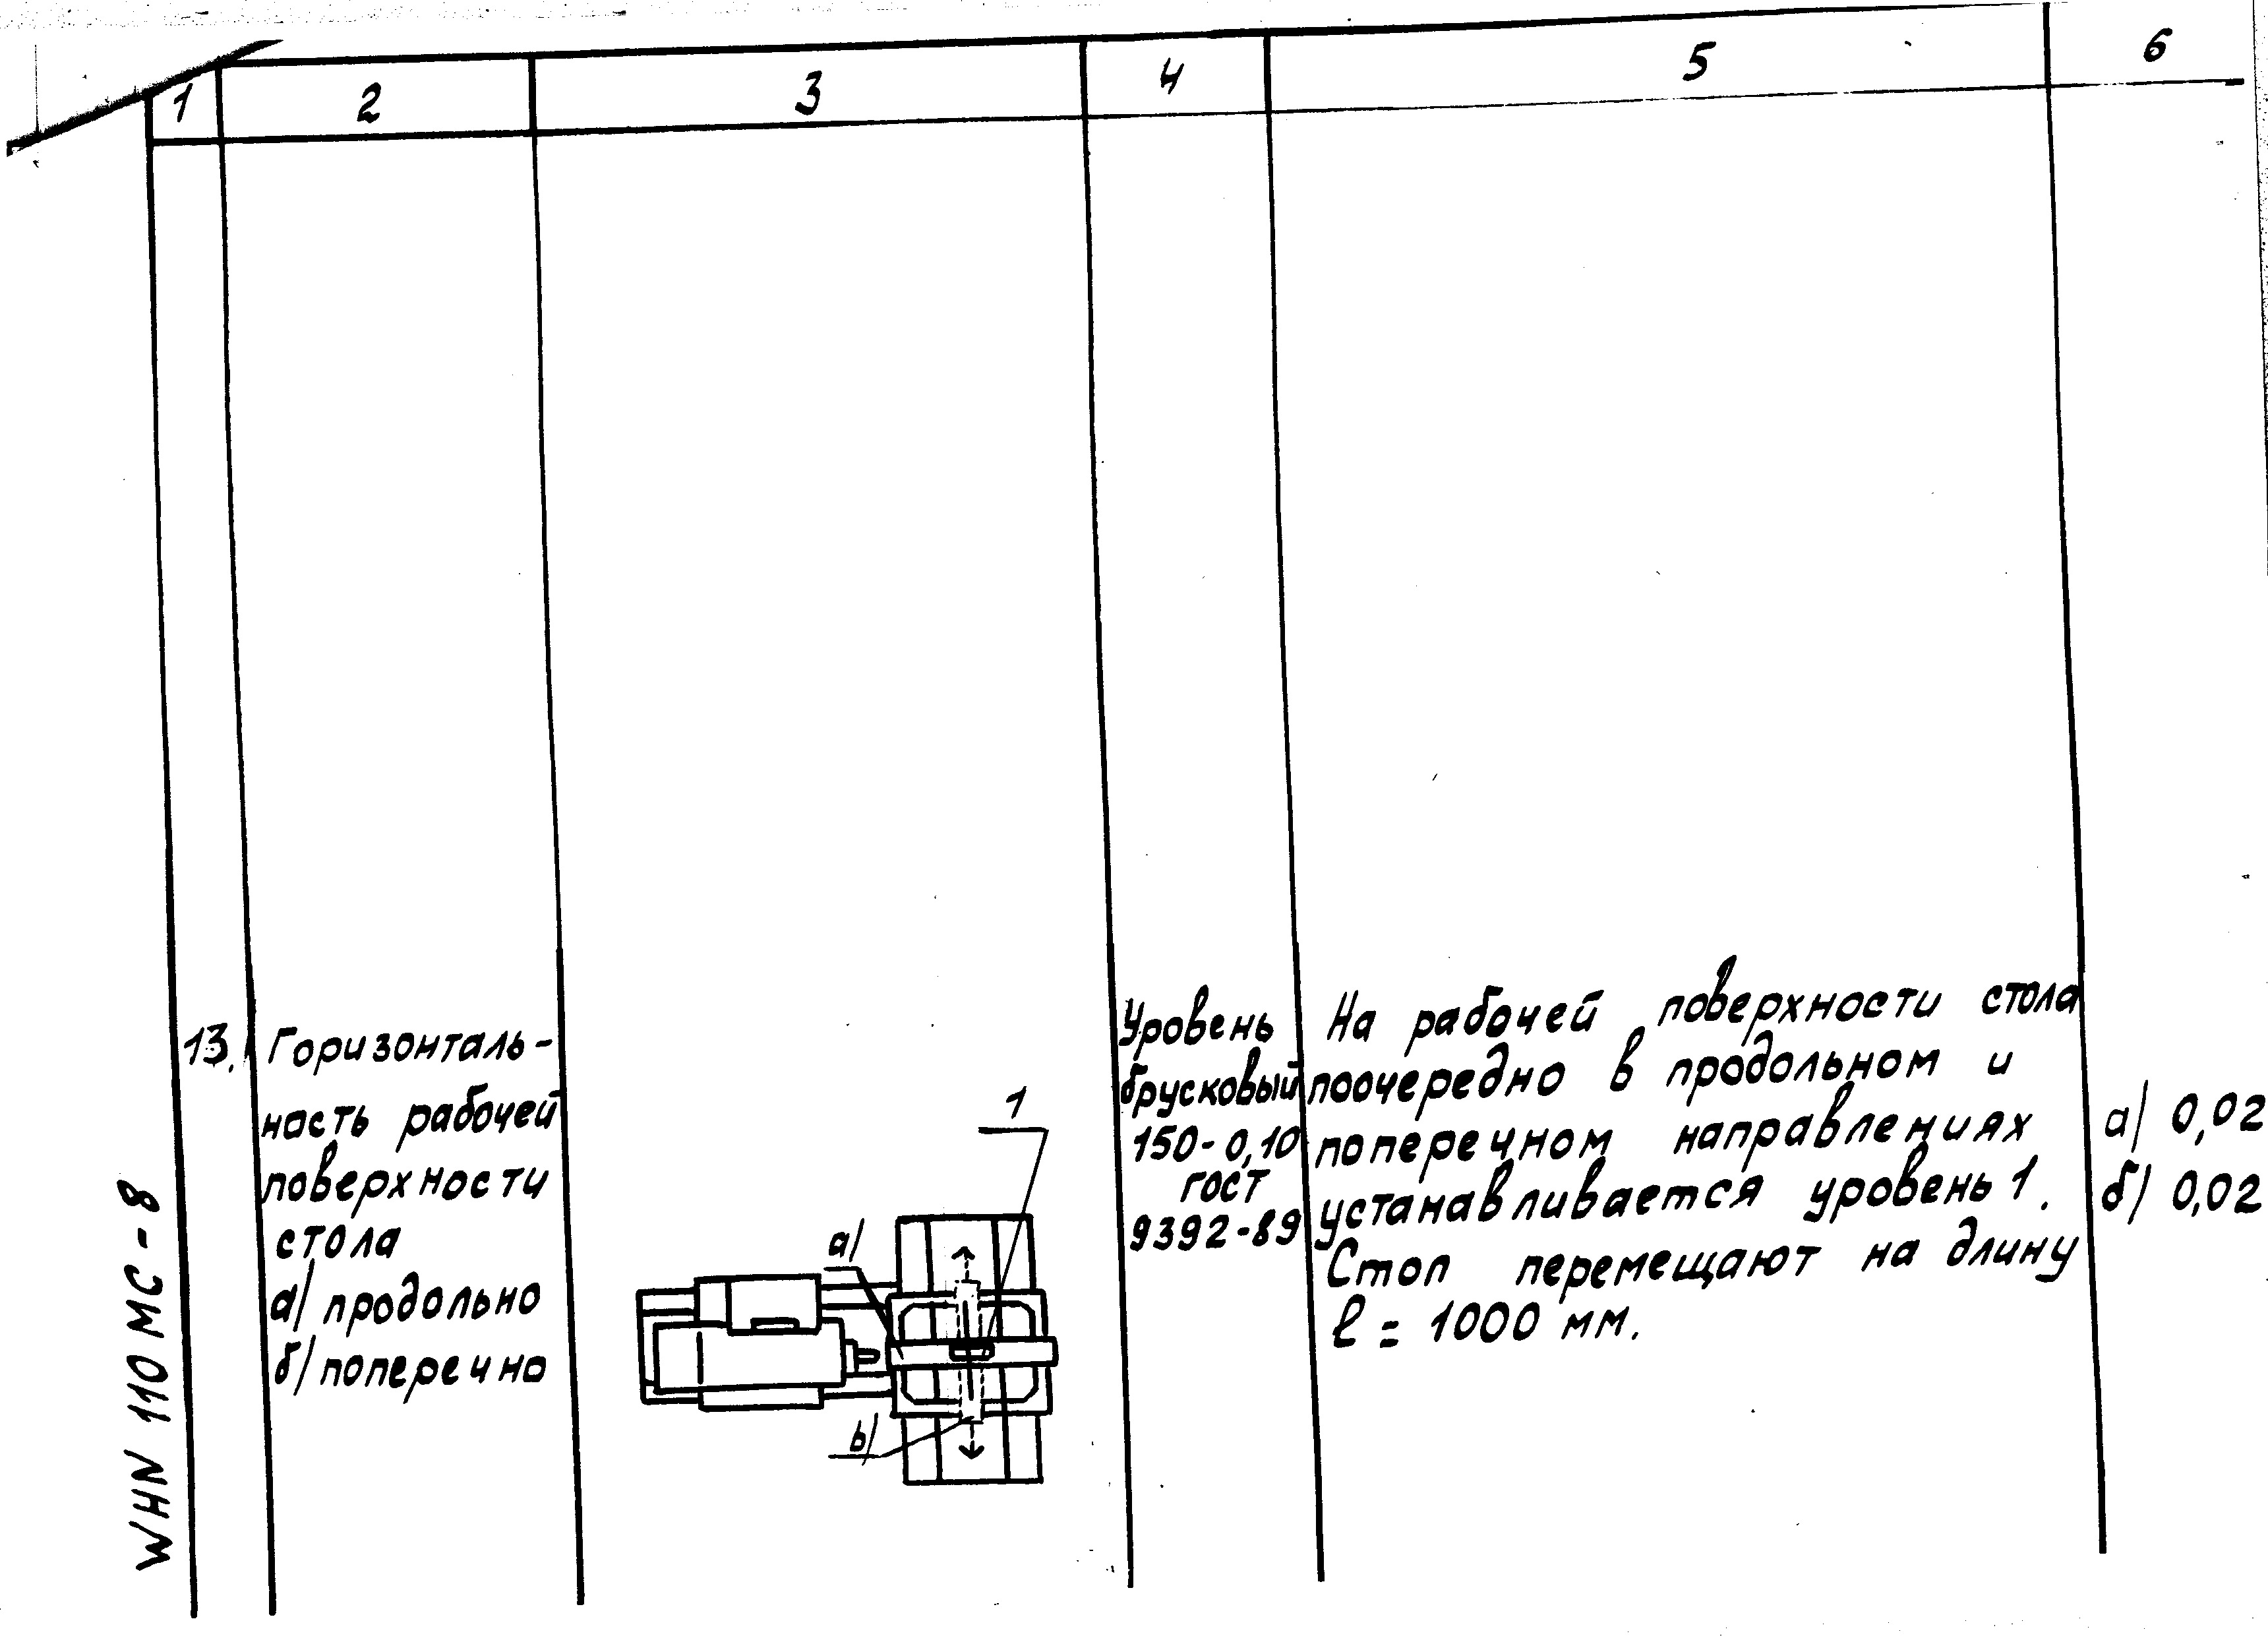 1 2 3 4 5 6
13.
Горизонталь-
ность рабочей
поверхности
стола
а/ продольно
б/ поперечно
1
а/
b/
Уровень
брусковый
150-0,10
ГОСТ
9392-89
На рабочей поверхности стола
поочередно в продольном и
поперечном направлениях
устанавливается уровень 1.
Стол перемещают на длину
ℓ = 1000 мм.
а/ 0,02
б/ 0,02
WHN 110 MC-8